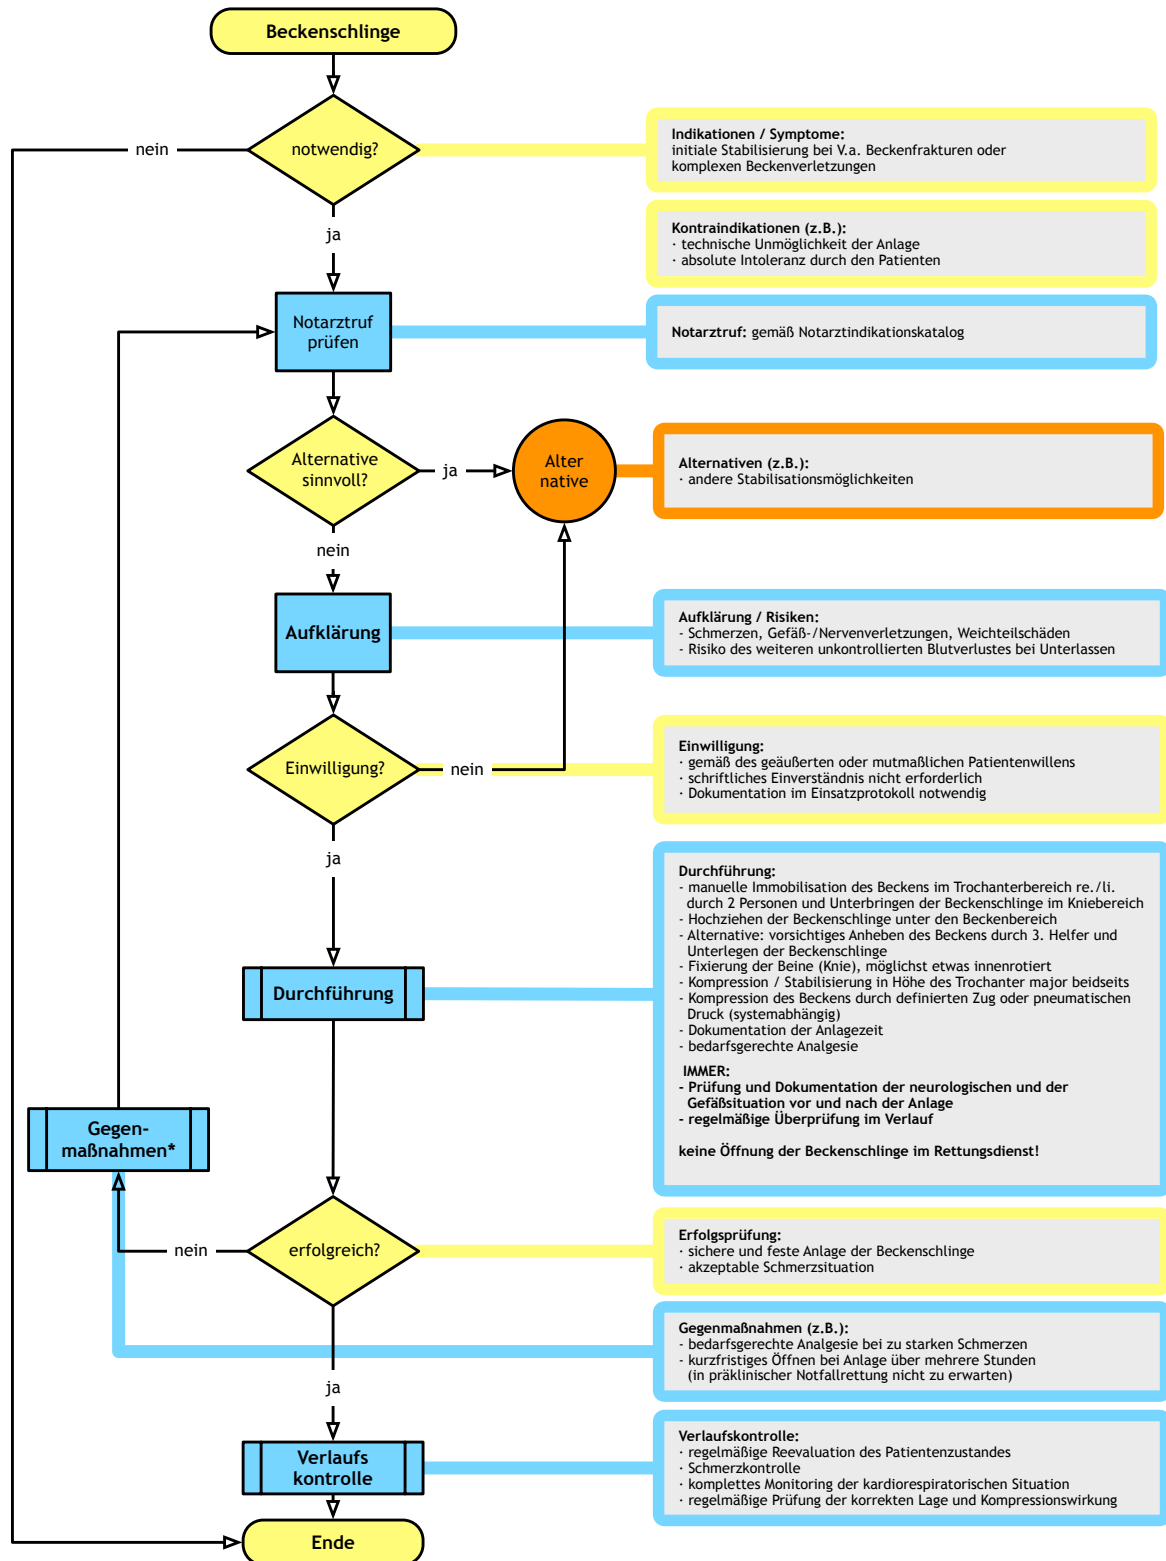 Beckenschlinge
notwendig?
nein
ja
Indikationen / Symptome:
initiale Stabilisierung bei V.a. Beckenfrakturen oder
komplexen Beckenverletzungen
Kontraindikationen (z.B.):
· technische Unmöglichkeit der Anlage
· absolute Intoleranz durch den Patienten
Notarztruf
prüfen
Notarztruf: gemäß Notarztindikationskatalog
Alternative
sinnvoll?
ja
Alter
native
nein
Alternativen (z.B.):
· andere Stabilisationsmöglichkeiten
Aufklärung
Aufklärung / Risiken:
- Schmerzen, Gefäß-/Nervenverletzungen, Weichteilschäden
- Risiko des weiteren unkontrollierten Blutverlustes bei Unterlassen
Einwilligung?
nein
ja
Einwilligung:
· gemäß des geäußerten oder mutmaßlichen Patientenwillens
· schriftliches Einverständnis nicht erforderlich
· Dokumentation im Einsatzprotokoll notwendig
Durchführung
Durchführung:
- manuelle Immobilisation des Beckens im Trochanterbereich re./li.
durch 2 Personen und Unterbringen der Beckenschlinge im Kniebereich
- Hochziehen der Beckenschlinge unter den Beckenbereich
- Alternative: vorsichtiges Anheben des Beckens durch 3. Helfer und
Unterlegen der Beckenschlinge
- Fixierung der Beine (Knie), möglichst etwas innenrotiert
- Kompression / Stabilisierung in Höhe des Trochanter major beidseits
- Kompression des Beckens durch definierten Zug oder pneumatischen
Druck (systemabhängig)
- Dokumentation der Anlagezeit
- bedarfsgerechte Analgesie
IMMER:
- Prüfung und Dokumentation der neurologischen und der
Gefäßsituation vor und nach der Anlage
- regelmäßige Überprüfung im Verlauf
keine Öffnung der Beckenschlinge im Rettungsdienst!
Gegen-
maßnahmen*
erfolgreich?
nein
ja
Erfolgsprüfung:
· sichere und feste Anlage der Beckenschlinge
· akzeptable Schmerzsituation
Gegenmaßnahmen (z.B.):
- bedarfsgerechte Analgesie bei zu starken Schmerzen
- kurzfristiges Öffnen bei Anlage über mehrere Stunden
(in präklinischer Notfallrettung nicht zu erwarten)
Verlaufs
kontrolle
Verlaufskontrolle:
· regelmäßige Reevaluation des Patientenzustandes
· Schmerzkontrolle
· komplettes Monitoring der kardiorespiratorischen Situation
· regelmäßige Prüfung der korrekten Lage und Kompressionswirkung
Ende